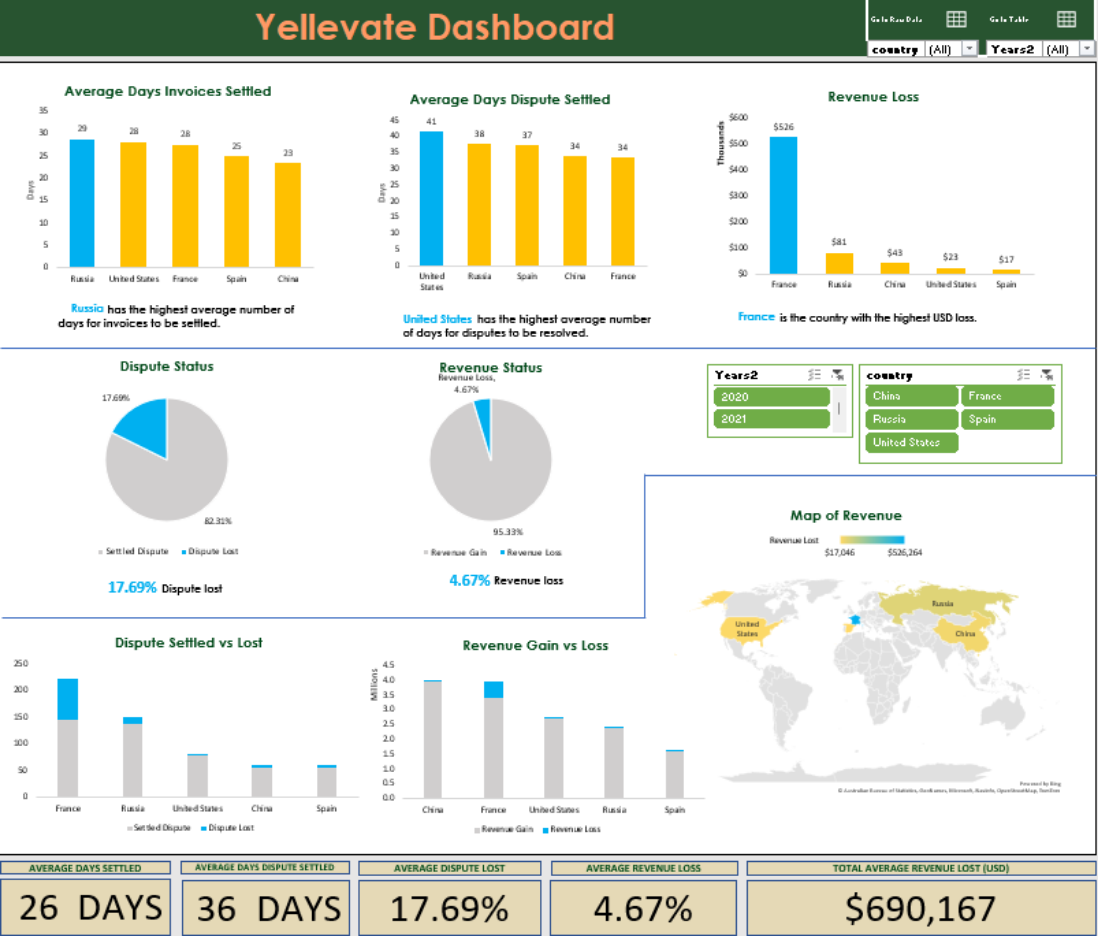 Yellevate Dashboard
Go to Raw Data
Go to Table
country (All)
Years2 (All)
Average Days Invoices Settled
35
30
25
20
15
10
5
0
Days
29
28
28
25
23
Russia
United States
France
Spain
China
Russia has the highest average number of
days for invoices to be settled.
Average Days Dispute Settled
45
40
35
30
25
20
15
10
5
0
Days
41
38
37
34
34
United
States
Russia
Spain
China
France
United States has the highest average number
of days for disputes to be resolved.
Revenue Loss
Thousands
$600
$500
$400
$300
$200
$100
$0
$526
$81
$43
$23
$17
France
Russia
China
United States
Spain
France is the country with the highest USD loss.
Dispute Status
17.69%
82.31%
Settled Dispute
Dispute Lost
17.69% Dispute lost
Revenue Status
Revenue Loss,
4.67%
95.33%
Revenue Gain
Revenue Loss
4.67% Revenue loss
Years2
2020
2021
country
China
France
Russia
Spain
United States
Map of Revenue
Revenue Lost
$17,046
$526,264
United
States
Russia
China
Powered by Bing
© Australian Bureau of Statistics, GeoNames, Microsoft, Navinfo, OpenStreetMap, TomTom
Dispute Settled vs Lost
250
200
150
100
50
0
France
Russia
United States
China
Spain
Settled Dispute
Dispute Lost
Revenue Gain vs Loss
Millions
4.5
4.0
3.5
3.0
2.5
2.0
1.5
1.0
0.5
0.0
China
France
United States
Russia
Spain
Revenue Gain
Revenue Loss
AVERAGE DAYS SETTLED
26 DAYS
AVERAGE DAYS DISPUTE SETTLED
36 DAYS
AVERAGE DISPUTE LOST
17.69%
AVERAGE REVENUE LOSS
4.67%
TOTAL AVERAGE REVENUE LOST (USD)
$690,167